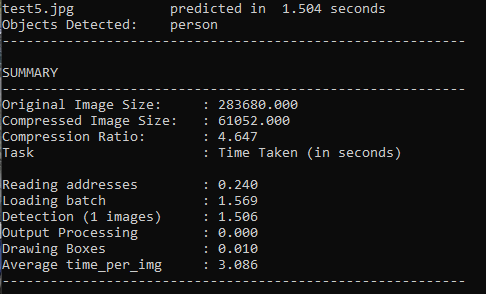 test5.jpg predicted in 1.504 seconds
Objects Detected: person
----------------------------------------------------------
SUMMARY
----------------------------------------------------------
Original Image Size: : 283680.000
Compressed Image Size: : 61052.000
Compression Ratio: : 4.647
Task : Time Taken (in seconds)
Reading addresses : 0.240
Loading batch : 1.569
Detection (1 images) : 1.506
Output Processing : 0.000
Drawing Boxes : 0.010
Average time_per_img : 3.086
----------------------------------------------------------